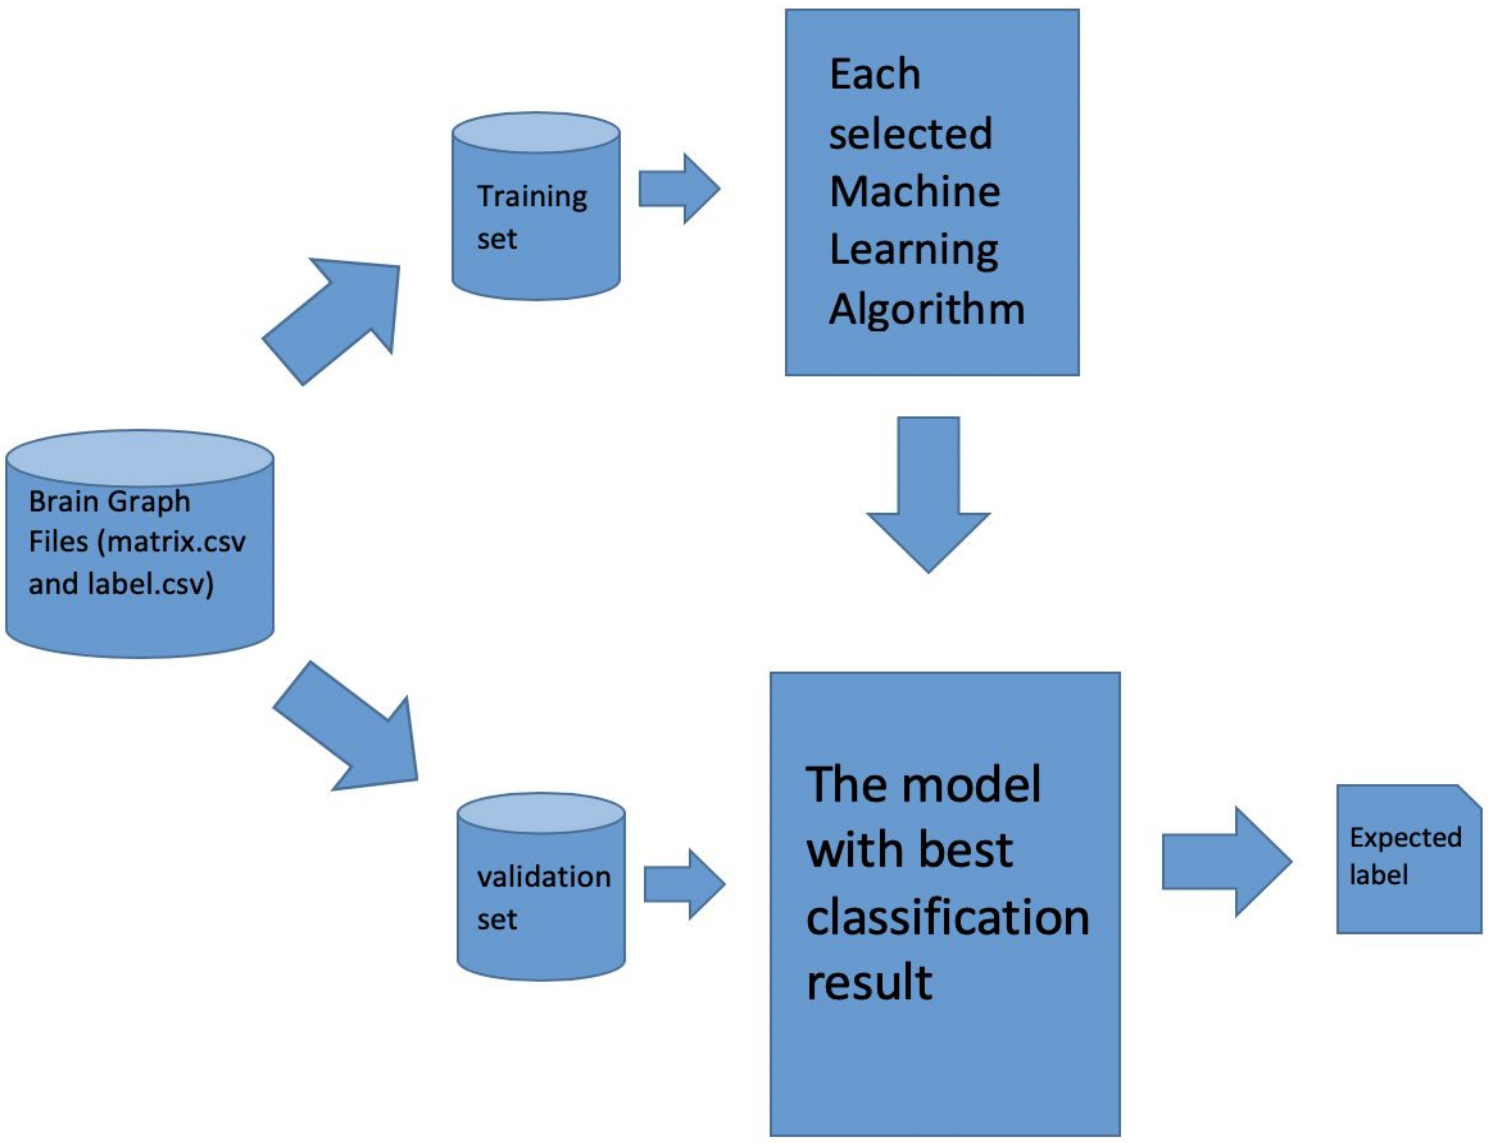 Each
selected
Machine
Learning
Algorithm
Training
set
Brain Graph
Files (matrix.csv
and label.csv)
validation
set
The model
with best
classification
result
Expected
label